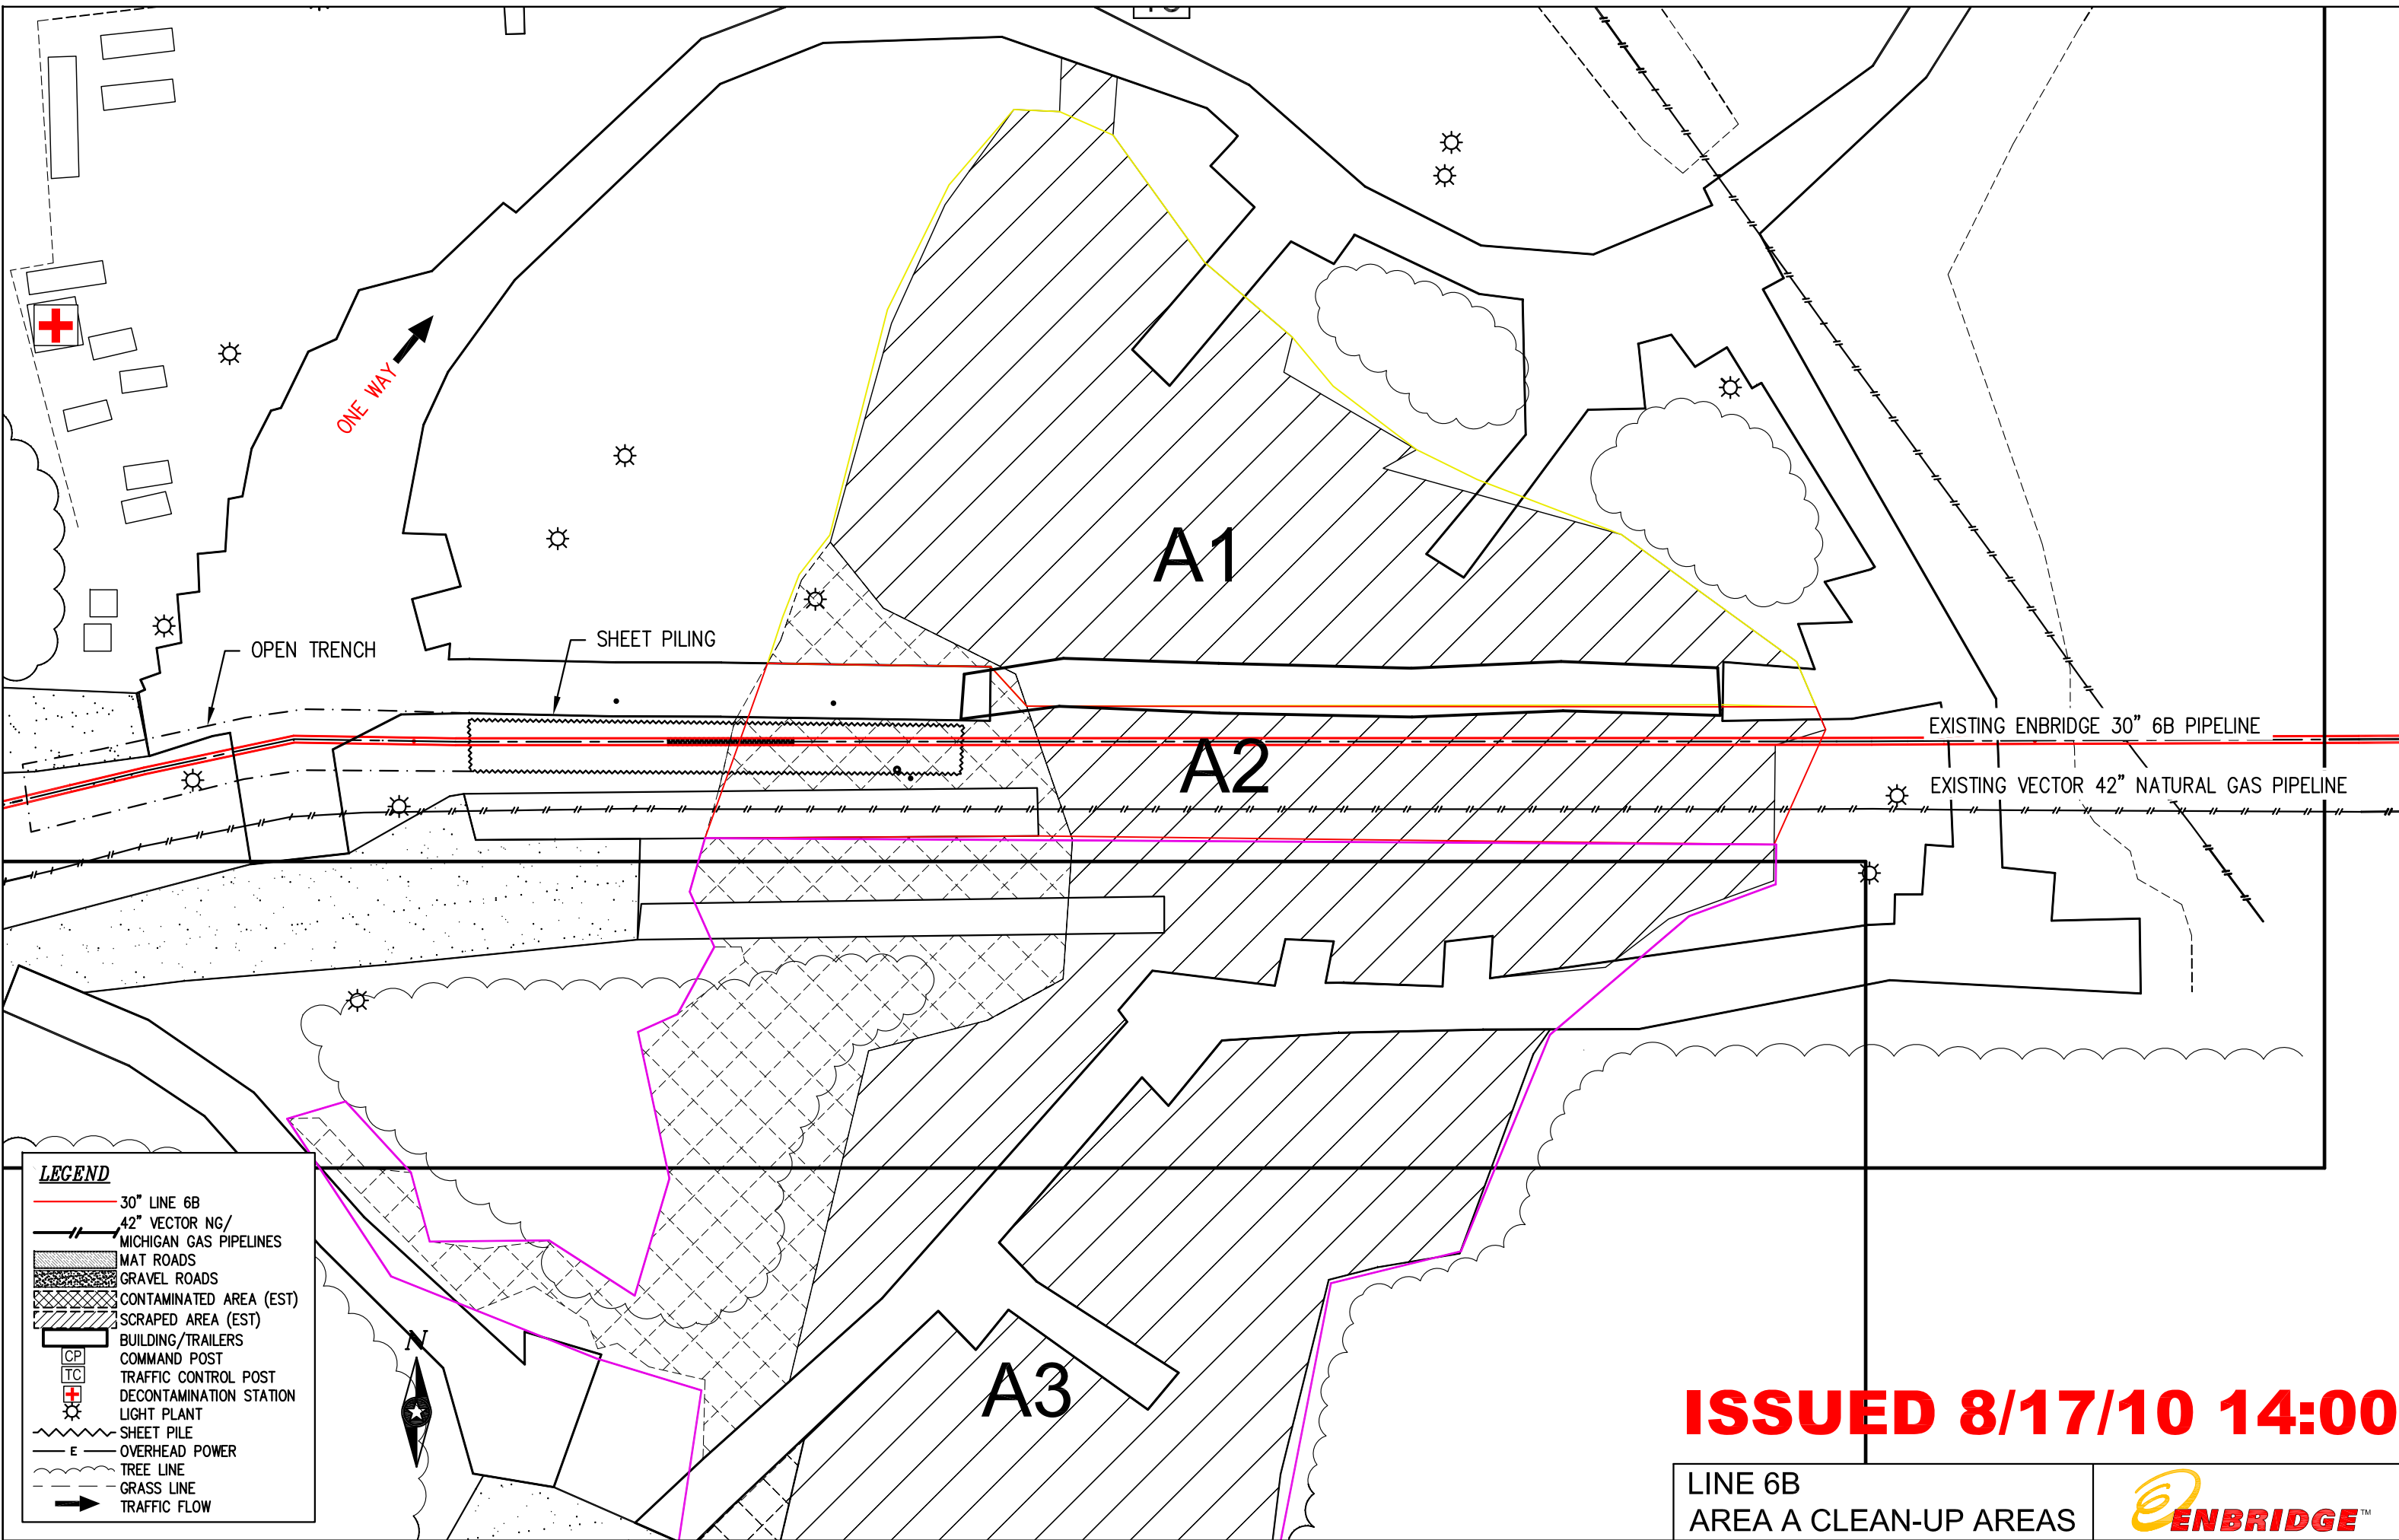 ONE WAY
A1
OPEN TRENCH
SHEET PILING
EXISTING ENBRIDGE 30" 6B PIPELINE
A2
EXISTING VECTOR 42" NATURAL GAS PIPELINE
LEGEND
30" LINE 6B
42" VECTOR NG/
MICHIGAN GAS PIPELINES
MAT ROADS
GRAVEL ROADS
CONTAMINATED AREA (EST)
SCRAPED AREA (EST)
BUILDING/TRAILERS
CP COMMAND POST
TC TRAFFIC CONTROL POST
DECONTAMINATION STATION
LIGHT PLANT
SHEET PILE
E OVERHEAD POWER
TREE LINE
GRASS LINE
TRAFFIC FLOW
N
A3
ISSUED 8/17/10 14:00
LINE 6B
AREA A CLEAN-UP AREAS
ENBRIDGE™